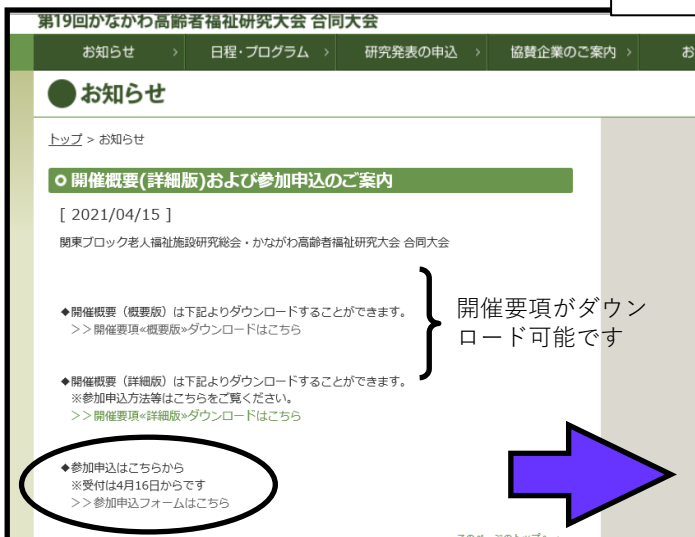 第19回かながわ高齢者福祉研究大会 合同大会
お知らせ > 日程・プログラム > 研究発表の申込 > 協賛企業のご案内 > お
お知らせ
トップ > お知らせ
開催概要(詳細版)および参加申込のご案内
[ 2021/04/15 ]
関東ブロック老人福祉施設研究総会・かながわ高齢者福祉研究大会 合同大会
◆開催概要（概要版）は下記よりダウンロードすることができます。
>>開催要項«概要版»ダウンロードはこちら
開催要項がダウン
ロード可能です
◆開催概要（詳細版）は下記よりダウンロードすることができます。
※参加申込方法等はこちらをご覧ください。
>>開催要項«詳細版»ダウンロードはこちら
◆参加申込はこちらから
※受付は4月16日からです
>>参加申込フォームはこちら